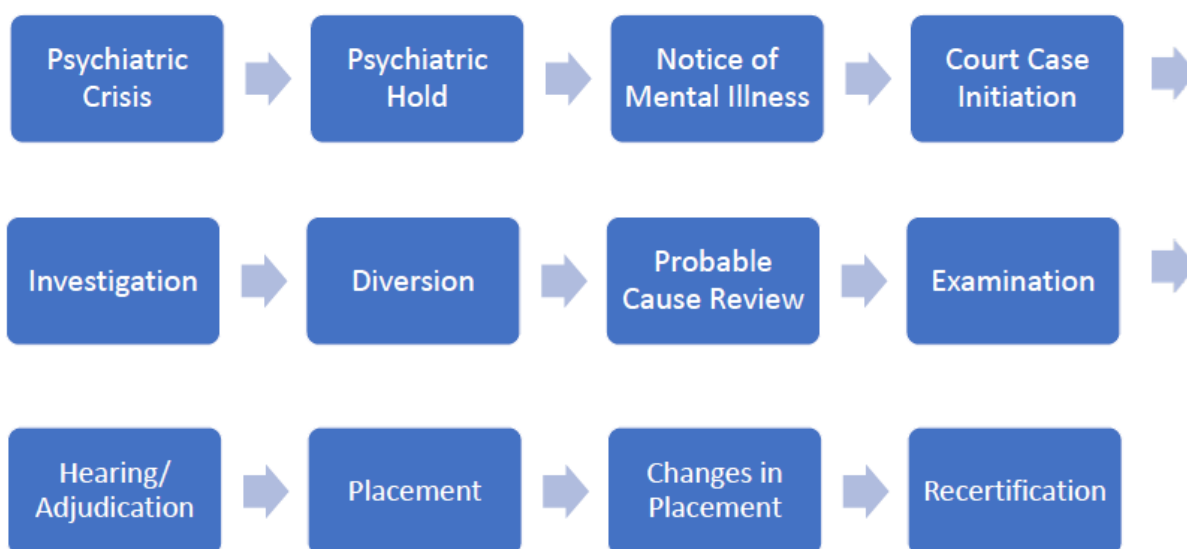 Psychiatric
Crisis
Psychiatric
Hold
Notice of
Mental Illness
Court Case
Initiation
Investigation
Diversion
Probable
Cause Review
Examination
Hearing/
Adjudication
Placement
Changes in
Placement
Recertification